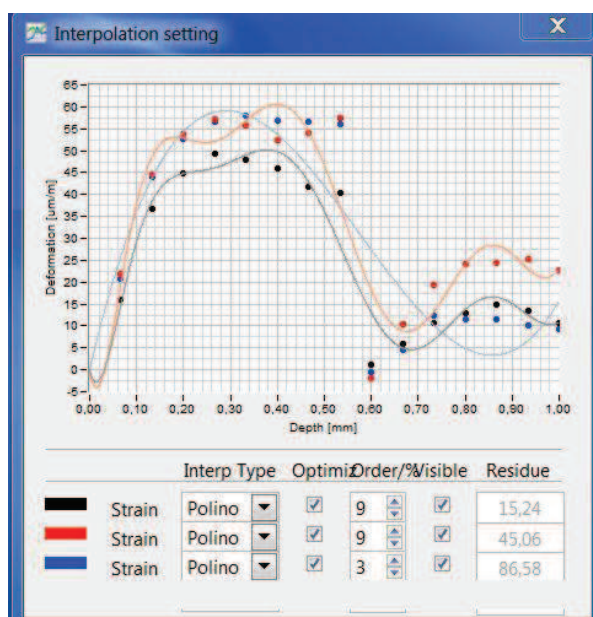 Interpolation setting
X
65
60
55
50
45
40
35
30
25
20
15
10
5
0
-5
Deformation [um/m]
0,00 0,10 0,20 0,30 0,40 0,50 0,60 0,70 0,80 0,90 1,00
Depth [mm]
Interp Type Optimiz Order/% Visible Residue
Strain Polino 9 15,24
Strain Polino 9 45,06
Strain Polino 3 86,58